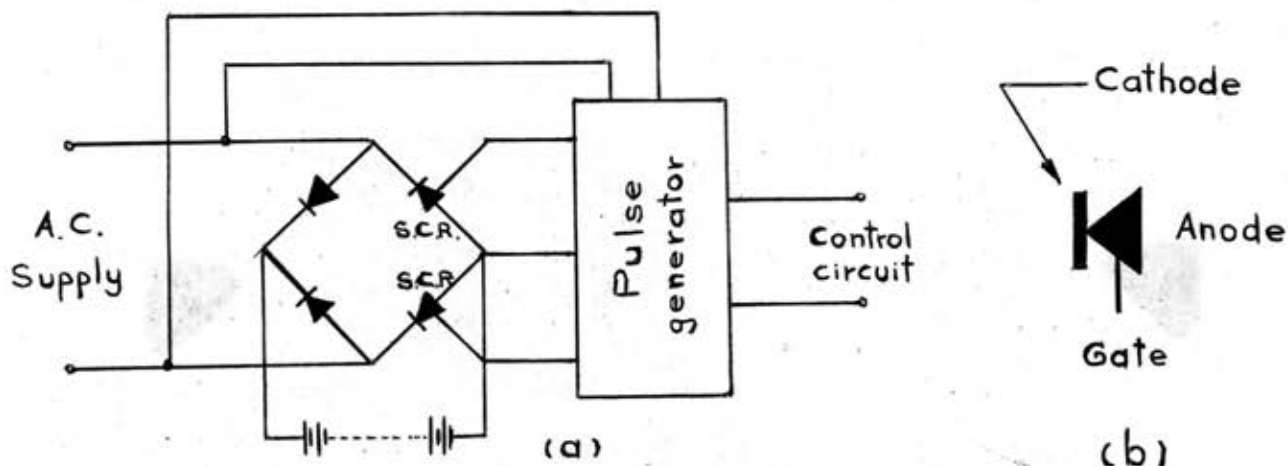 A.C.
Supply
S.C.R.
S.C.R
Pulse
generator
Control
circuit
(a)
Cathode
Anode
Gate
(b)